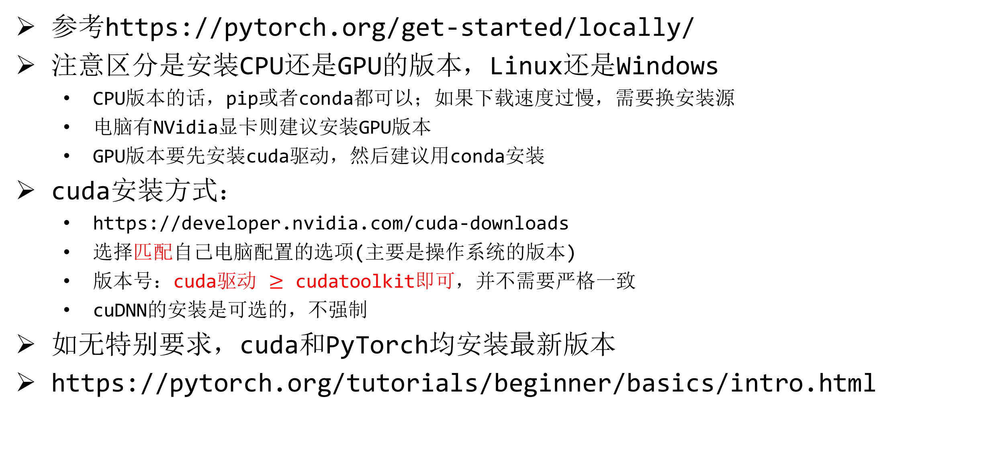 ➢ 参考https://pytorch.org/get-started/locally/
➢ 注意区分是安装CPU还是GPU的版本，Linux还是Windows
• CPU版本的话，pip或者conda都可以；如果下载速度过慢，需要换安装源
• 电脑有NVidia显卡则建议安装GPU版本
• GPU版本要先安装cuda驱动，然后建议用conda安装
➢ cuda安装方式：
• https://developer.nvidia.com/cuda-downloads
• 选择匹配自己电脑配置的选项(主要是操作系统的版本)
• 版本号：cuda驱动 ≥ cudatoolkit即可，并不需要严格一致
• cuDNN的安装是可选的，不强制
➢ 如无特别要求，cuda和PyTorch均安装最新版本
➢ https://pytorch.org/tutorials/beginner/basics/intro.html